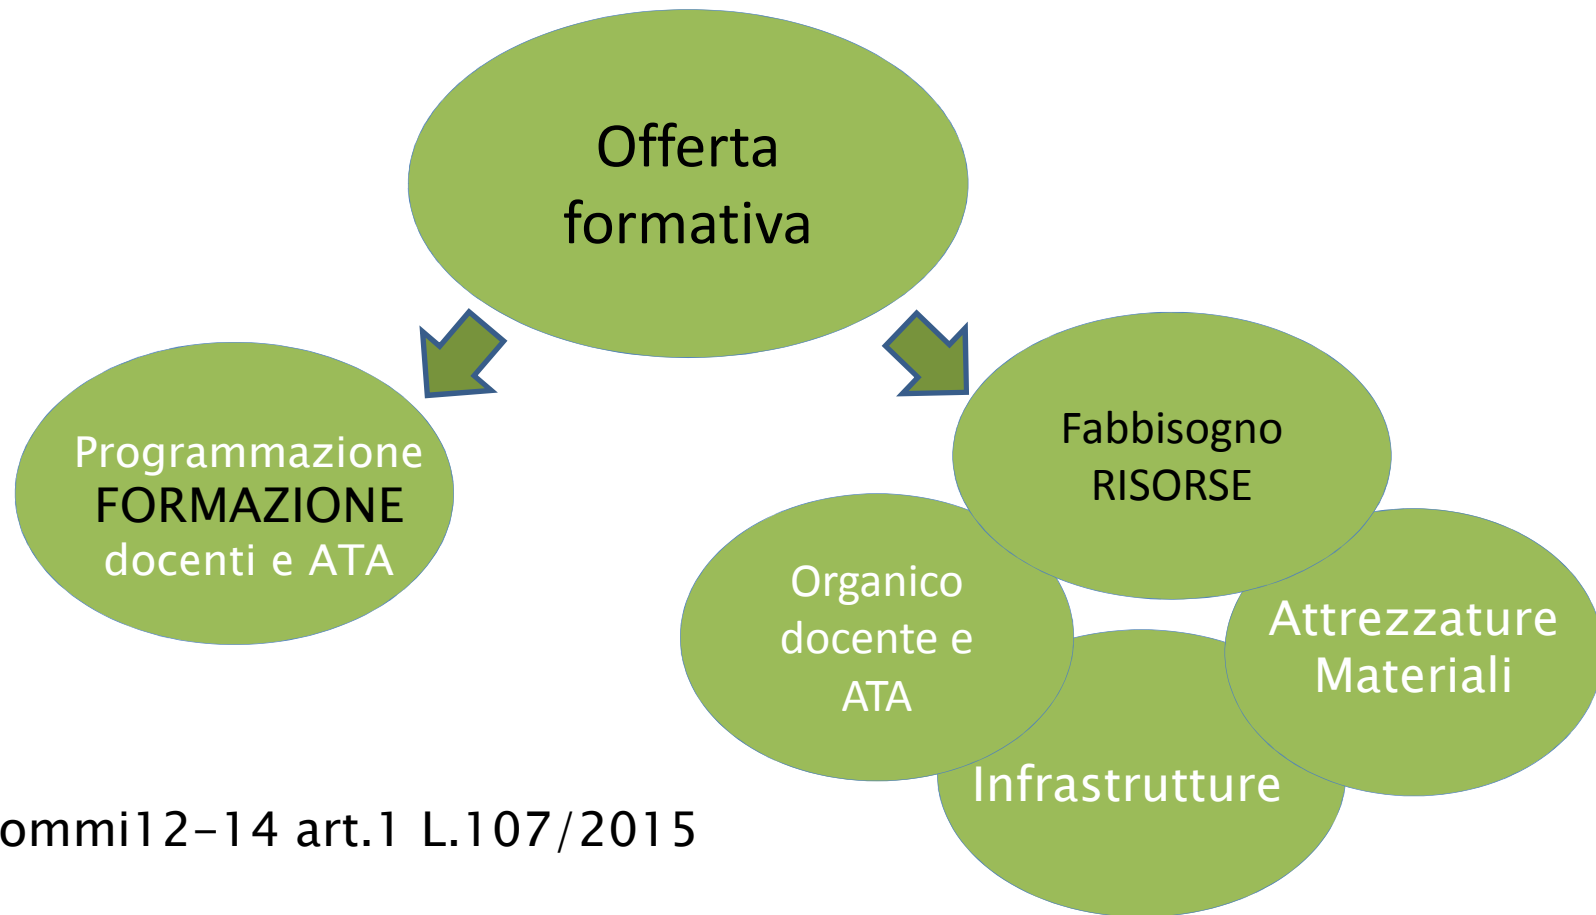 Offerta
formativa
Programmazione
FORMAZIONE
docenti e ATA
Fabbisogno
RISORSE
Organico
docente e
ATA
Attrezzature
Materiali
Infrastrutture
ommi12-14 art.1 L.107/2015